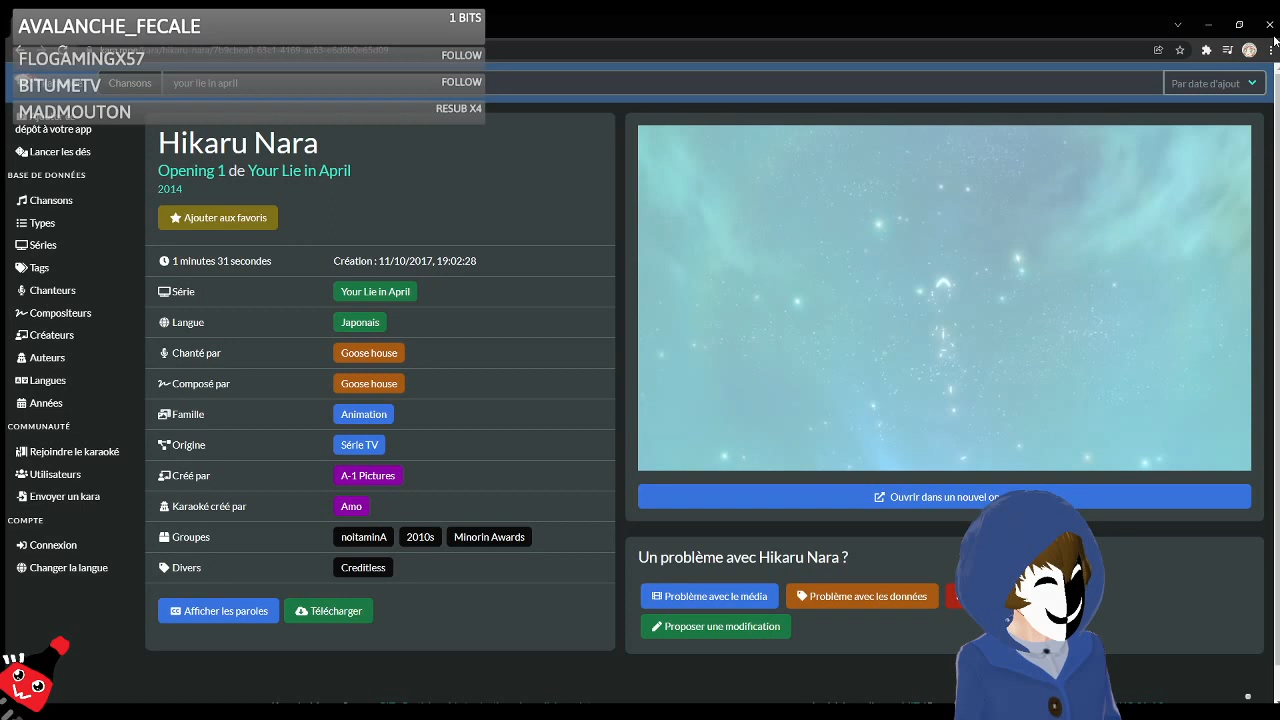 AVALANCHE_FECALE 1 BITS
FLOGAMINGX57 FOLLOW
BITUMETV FOLLOW
MADMOUTON RESUB X4
Chansons your lie in april Par date d'ajout
dépôt à votre app
Lancer les dés
BASE DE DONNÉES
Chansons
Types
Séries
Tags
Chanteurs
Compositeurs
Créateurs
Auteurs
Langues
Années
COMMUNAUTÉ
Rejoindre le karaoké
Utilisateurs
Envoyer un kara
COMPTE
Connexion
Changer la langue
Hikaru Nara
Opening 1 de Your Lie in April
2014
Ajouter aux favoris
1 minutes 31 secondes Création : 11/10/2017, 19:02:28
Série Your Lie in April
Langue Japonais
Chanté par Goose house
Composé par Goose house
Famille Animation
Origine Série TV
Créé par A-1 Pictures
Karaoké créé par Amo
Groupes noitaminA 2010s Minorin Awards
Divers Creditless
Afficher les paroles Télécharger
Ouvrir dans un nouvel
Un problème avec Hikaru Nara ?
Problème avec le média Problème avec les données
Proposer une modification